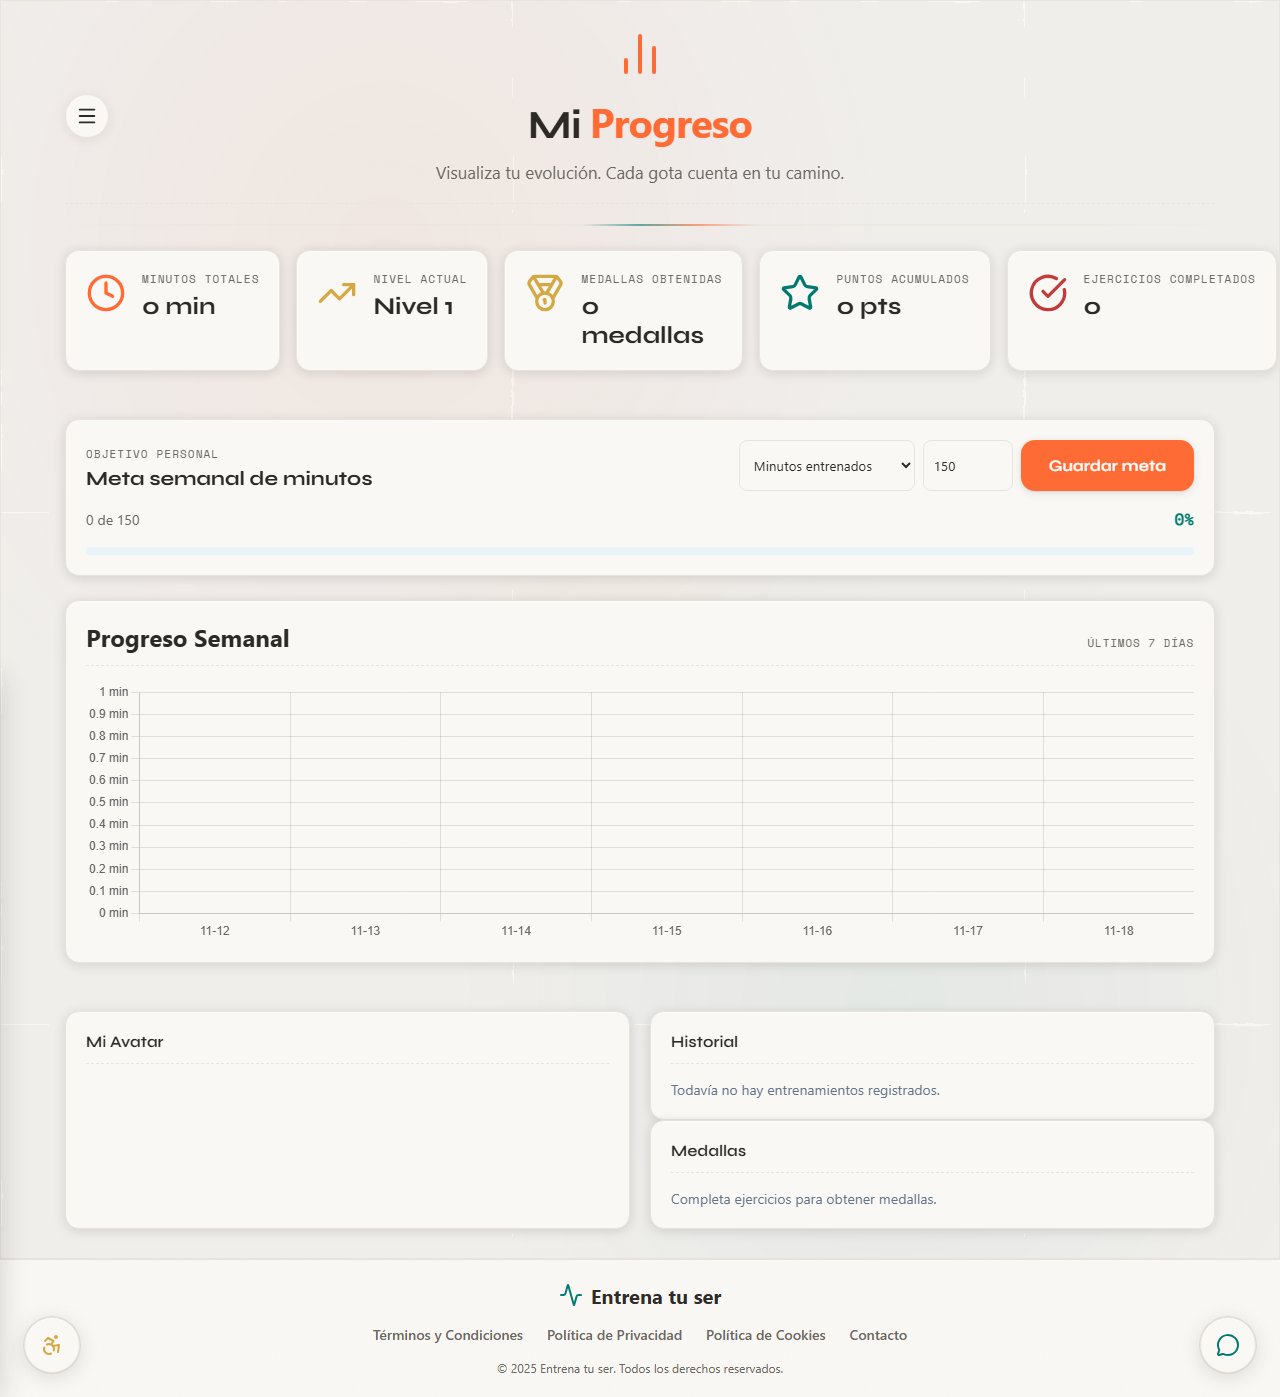 Mi Progreso
Visualiza tu evolución. Cada gota cuenta en tu camino.
MINUTOS TOTALES
0 min
NIVEL ACTUAL
Nivel 1
MEDALLAS OBTENIDAS
0
medallas
PUNTOS ACUMULADOS
0 pts
EJERCICIOS COMPLETADOS
0
OBJETIVO PERSONAL
Meta semanal de minutos
Minutos entrenados
150
Guardar meta
0 de 150
0%
Progreso Semanal
ÚLTIMOS 7 DÍAS
1 min
0.9 min
0.8 min
0.7 min
0.6 min
0.5 min
0.4 min
0.3 min
0.2 min
0.1 min
0 min
11-12 11-13 11-14 11-15 11-16 11-17 11-18
Mi Avatar
Historial
Todavía no hay entrenamientos registrados.
Medallas
Completa ejercicios para obtener medallas.
Entrena tu ser
Términos y Condiciones Política de Privacidad Política de Cookies Contacto
© 2025 Entrena tu ser. Todos los derechos reservados.